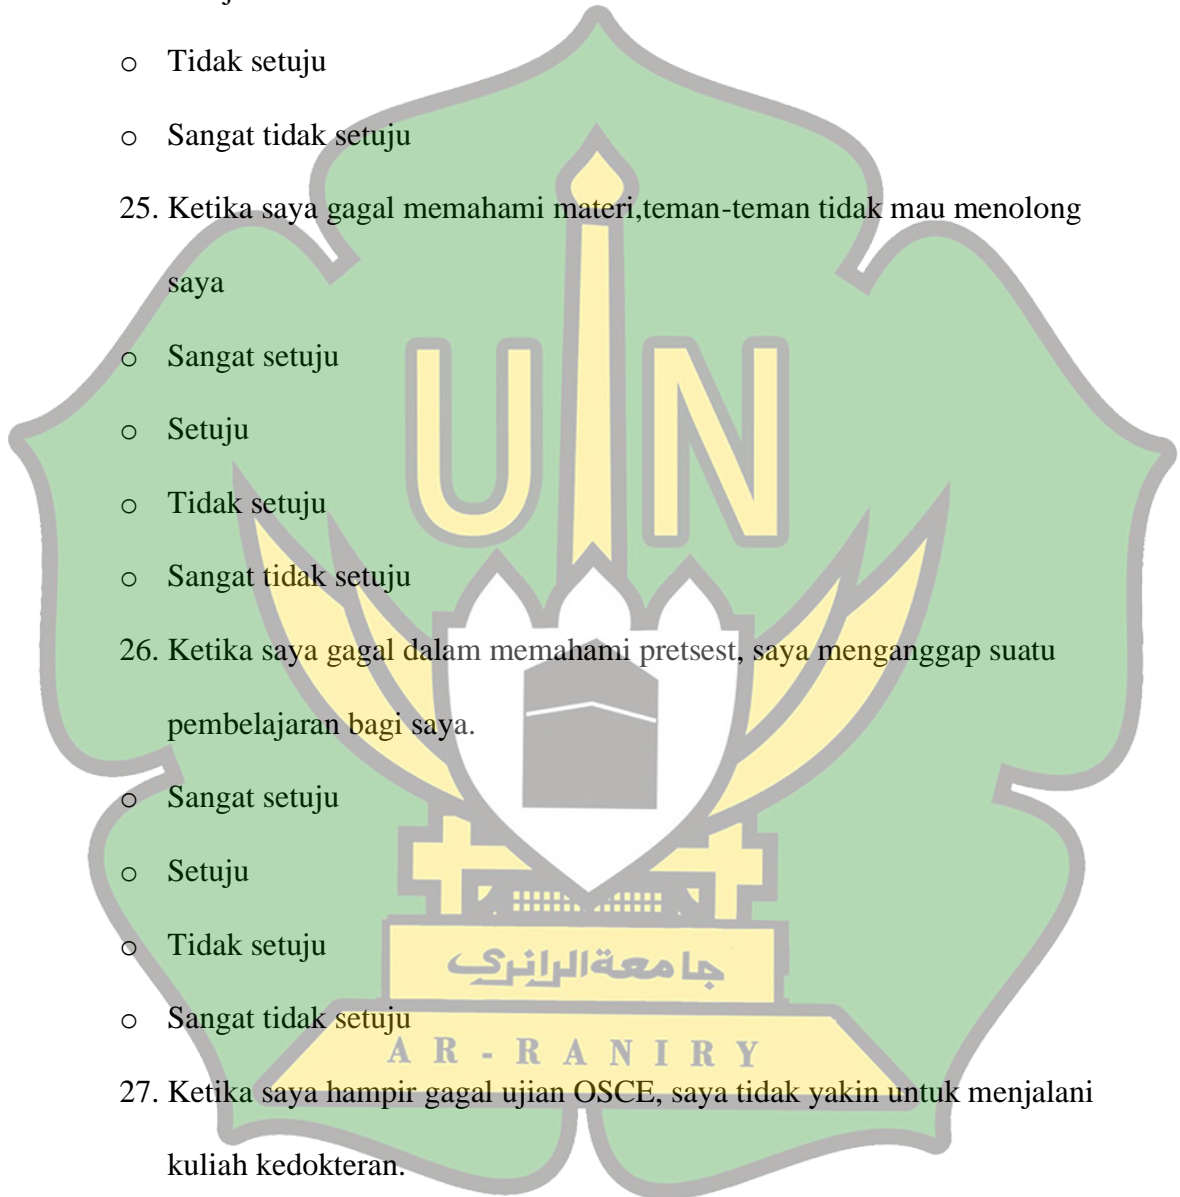 o Tidak setuju
o Sangat tidak setuju
25. Ketika saya gagal memahami materi,teman-teman tidak mau menolong
saya
o Sangat setuju
o Setuju
o Tidak setuju
o Sangat tidak setuju
UIN
26. Ketika saya gagal dalam memahami pretsest, saya menganggap suatu
pembelajaran bagi saya.
o Sangat setuju
o Setuju
o Tidak setuju
جامعةالرانري
o Sangat tidak setuju
AR - RANIRY
27. Ketika saya hampir gagal ujian OSCE, saya tidak yakin untuk menjalani
kuliah kedokteran.